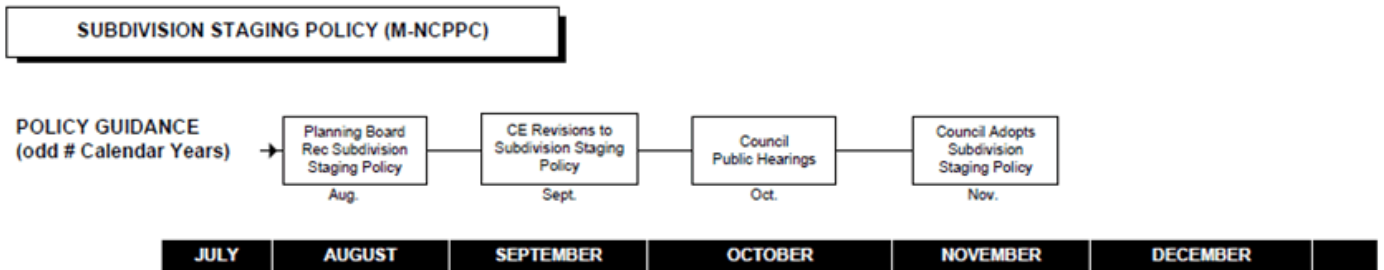 SUBDIVISION STAGING POLICY (M-NCPPC)
POLICY GUIDANCE
(odd # Calendar Years)
Planning Board
Rec Subdivision
Staging Policy
Aug.
CE Revisions to
Subdivision Staging
Policy
Sept.
Council
Public Hearings
Oct.
Council Adopts
Subdivision
Staging Policy
Nov.
JULY AUGUST SEPTEMBER OCTOBER NOVEMBER DECEMBER